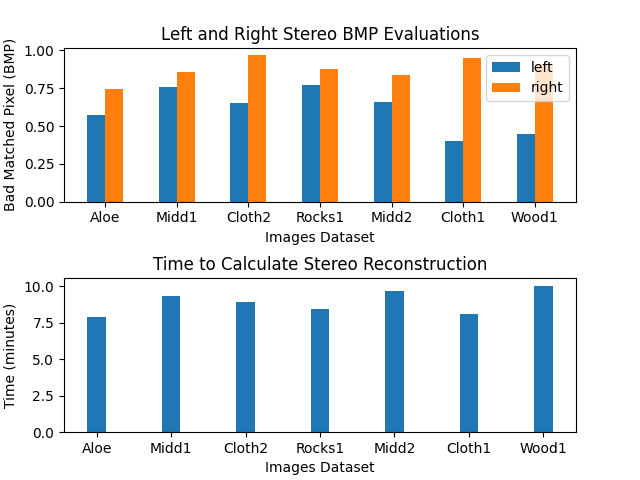 Left and Right Stereo BMP Evaluations
Bad Matched Pixel (BMP)
1.00
0.75
0.50
0.25
0.00
left
right
Aloe Midd1 Cloth2 Rocks1 Midd2 Cloth1 Wood1
Images Dataset
Time to Calculate Stereo Reconstruction
Time (minutes)
10.0
7.5
5.0
2.5
0.0
Aloe Midd1 Cloth2 Rocks1 Midd2 Cloth1 Wood1
Images Dataset